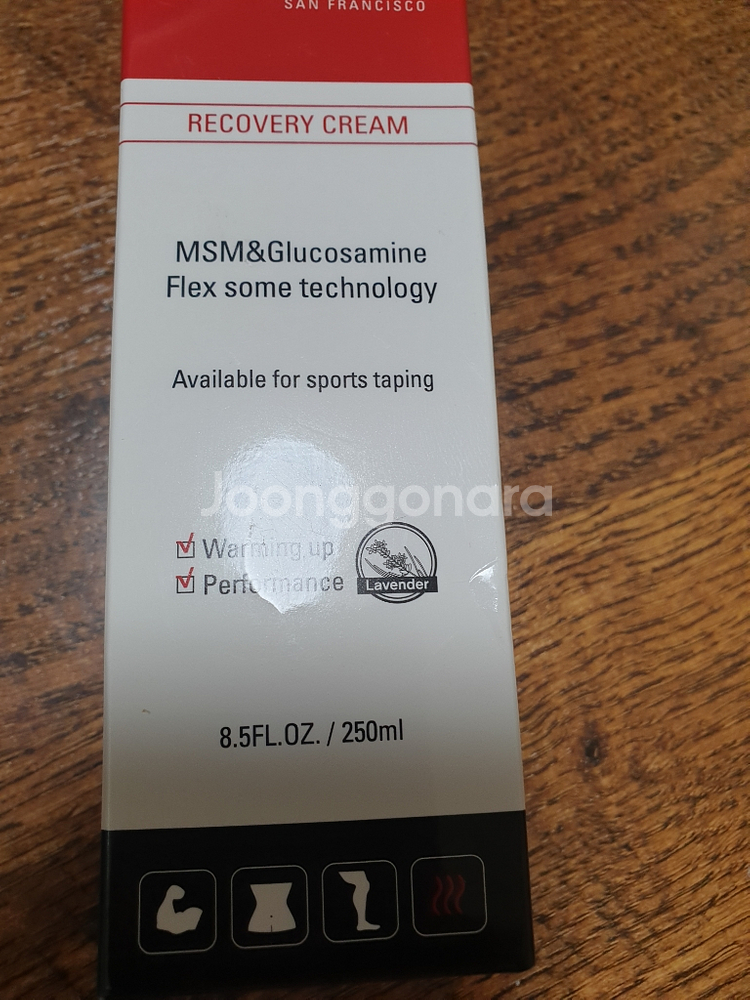 SAN FRANCISCO
RECOVERY CREAM
MSM&Glucosamine
Flex some technology
Available for sports taping
Joonggonara
Warming up
Performance
Lavender
8.5FL.OZ. / 250ml